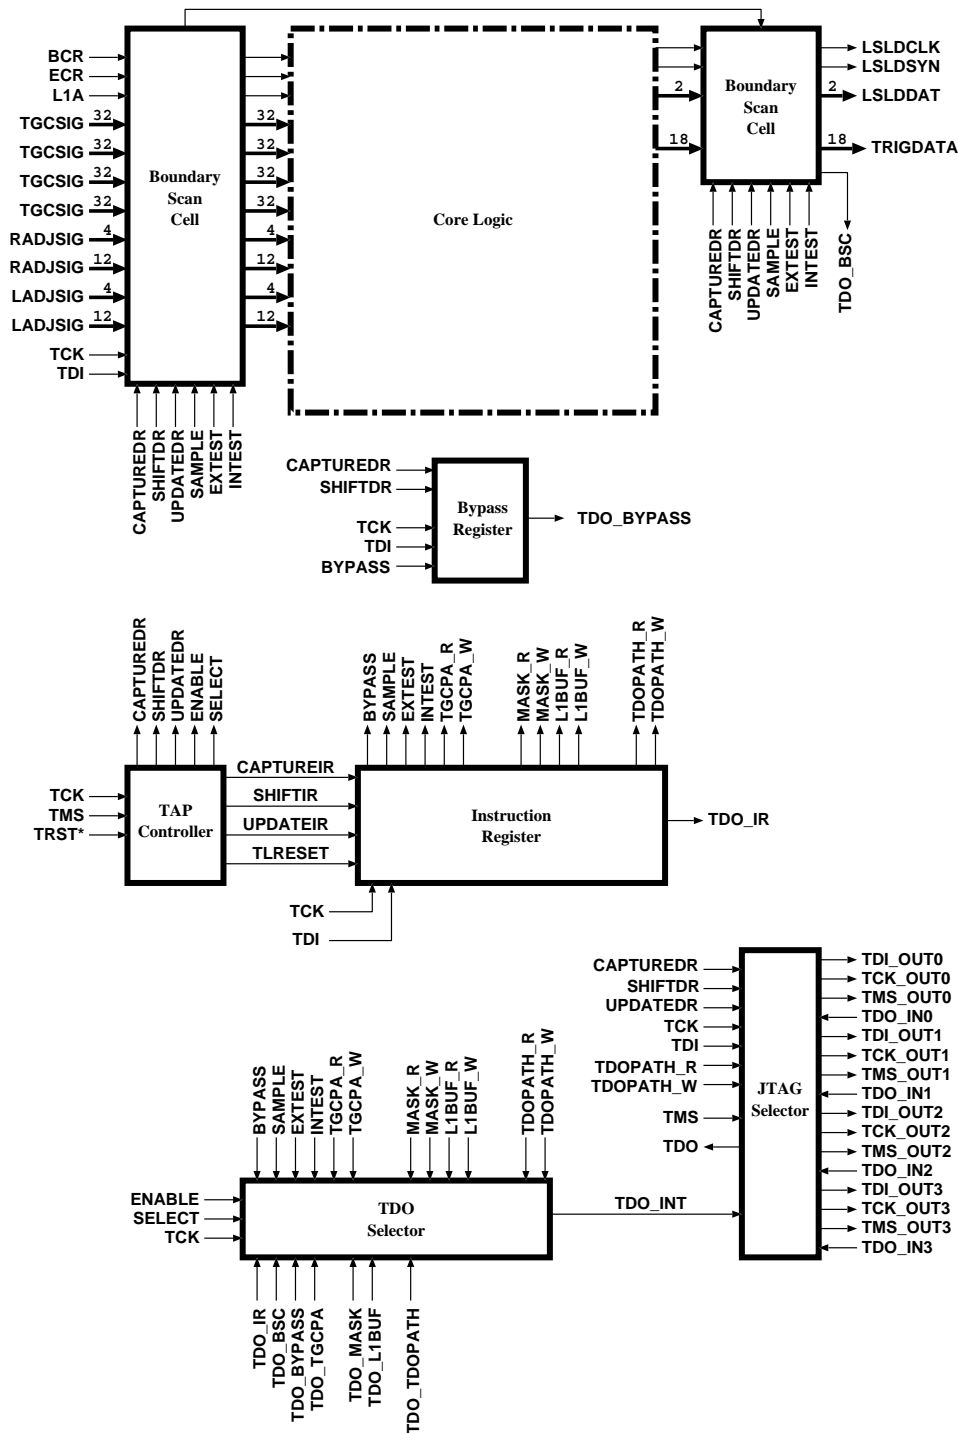 BCR
ECR
L1A
TGCSIG 32
TGCSIG 32
TGCSIG 32
TGCSIG 32
RADJSIG 4
RADJSIG 12
LADJSIG 4
LADJSIG 12
TCK
TDI
Boundary
Scan
Cell
CAPTUREDR
SHIFTDR
UPDATEDR
SAMPLE
EXTEST
INTEST
32
32
32
32
4
12
4
12
Core Logic
2
18
Boundary
Scan
Cell
LSLDCLK
LSLDSYN
2 LSLDDAT
18 TRIGDATA
CAPTUREDR
SHIFTDR
UPDATEDR
SAMPLE
EXTEST
INTEST
TDO_BSC
CAPTUREDR
SHIFTDR
TCK
TDI
BYPASS
Bypass
Register
TDO_BYPASS
CAPTUREDR
SHIFTDR
UPDATEDR
ENABLE
SELECT
TCK
TMS
TRST*
TAP
Controller
CAPTUREIR
SHIFTIR
UPDATEIR
TLRESET
BYPASS
SAMPLE
EXTEST
INTEST
TGCPA_R
TGCPA_W
MASK_R
MASK_W
L1BUF_R
L1BUF_W
TDOPATH_R
TDOPATH_W
Instruction
Register
TDO_IR
TCK
TDI
BYPASS
SAMPLE
EXTEST
INTEST
TGCPA_R
TGCPA_W
MASK_R
MASK_W
L1BUF_R
L1BUF_W
TDOPATH_R
TDOPATH_W
ENABLE
SELECT
TCK
TDO
Selector
TDO_INT
TDO_IR
TDO_BSC
TDO_BYPASS
TDO_TGCPA
TDO_MASK
TDO_L1BUF
TDO_TDOPATH
CAPTUREDR
SHIFTDR
UPDATEDR
TCK
TDI
TDOPATH_R
TDOPATH_W
TMS
TDO
JTAG
Selector
TDI_OUT0
TCK_OUT0
TMS_OUT0
TDO_IN0
TDI_OUT1
TCK_OUT1
TMS_OUT1
TDO_IN1
TDI_OUT2
TCK_OUT2
TMS_OUT2
TDO_IN2
TDI_OUT3
TCK_OUT3
TMS_OUT3
TDO_IN3